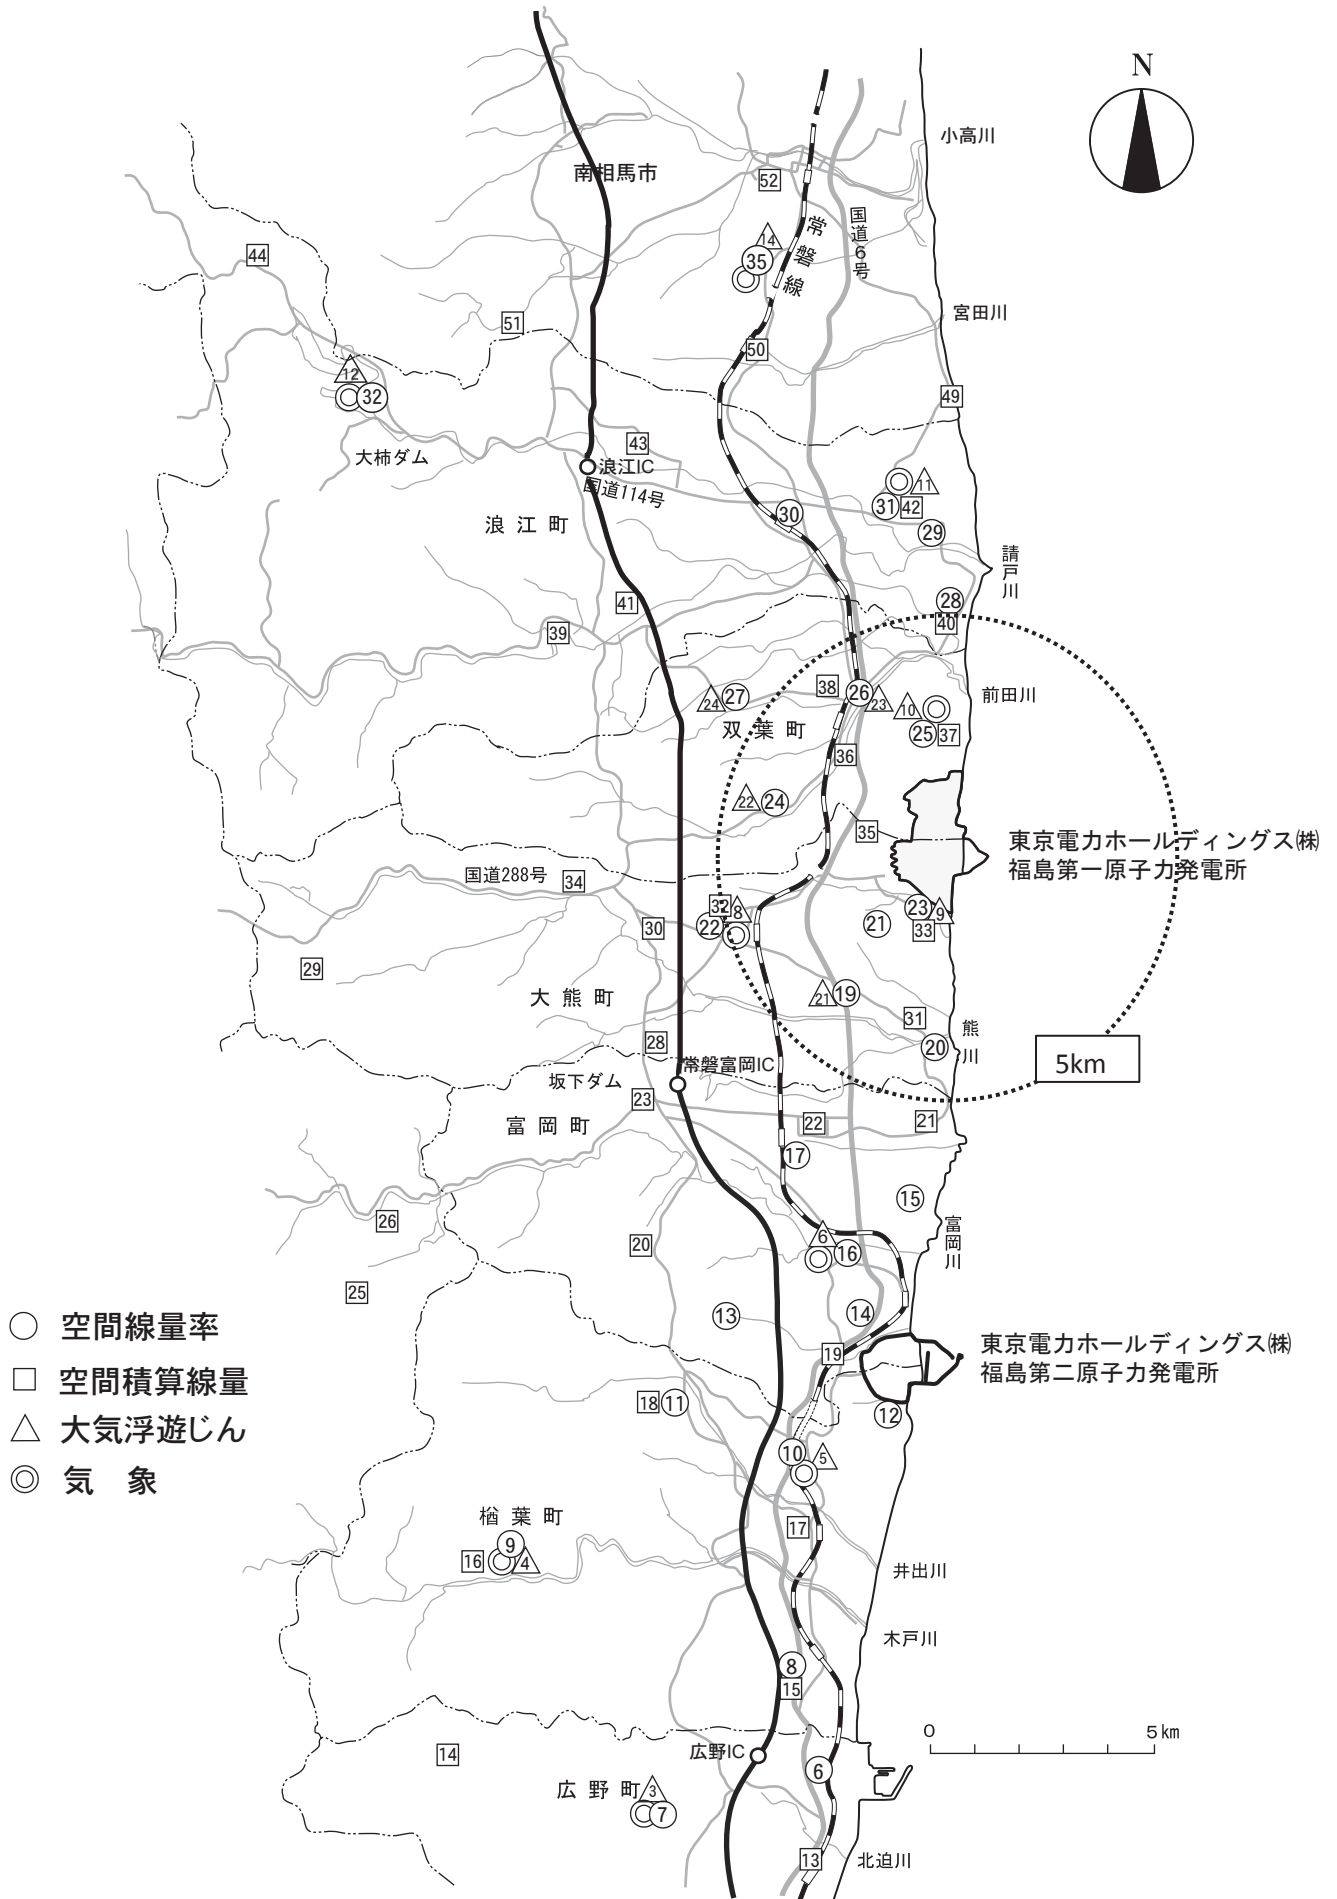 N
小高川
南相馬市
52
国道6号
14
常磐線
35
44
宮田川
51
50
12
32
49
43
大柿ダム
浪江IC
国道114号
11
31
42
30
浪江町
29
請戸川
28
41
40
39
38
26
27
24
23
10
前田川
25
37
双葉町
36
22
24
35
東京電力ホールディングス㈱
福島第一原子力発電所
国道288号
34
32
8
23
9
22
21
33
30
29
21
19
大熊町
31
熊川
28
20
5km
常磐富岡IC
坂下ダム
23
22
21
富岡町
17
15
26
富岡川
6
16
20
25
13
14
○ 空間線量率
19
東京電力ホールディングス㈱
福島第二原子力発電所
□ 空間積算線量
18
11
12
△ 大気浮遊じん
10
5
◎ 気 象
楢葉町
17
9
16
4
井出川
木戸川
8
15
0
5km
14
広野IC
6
広野町
3
7
13
北迫川